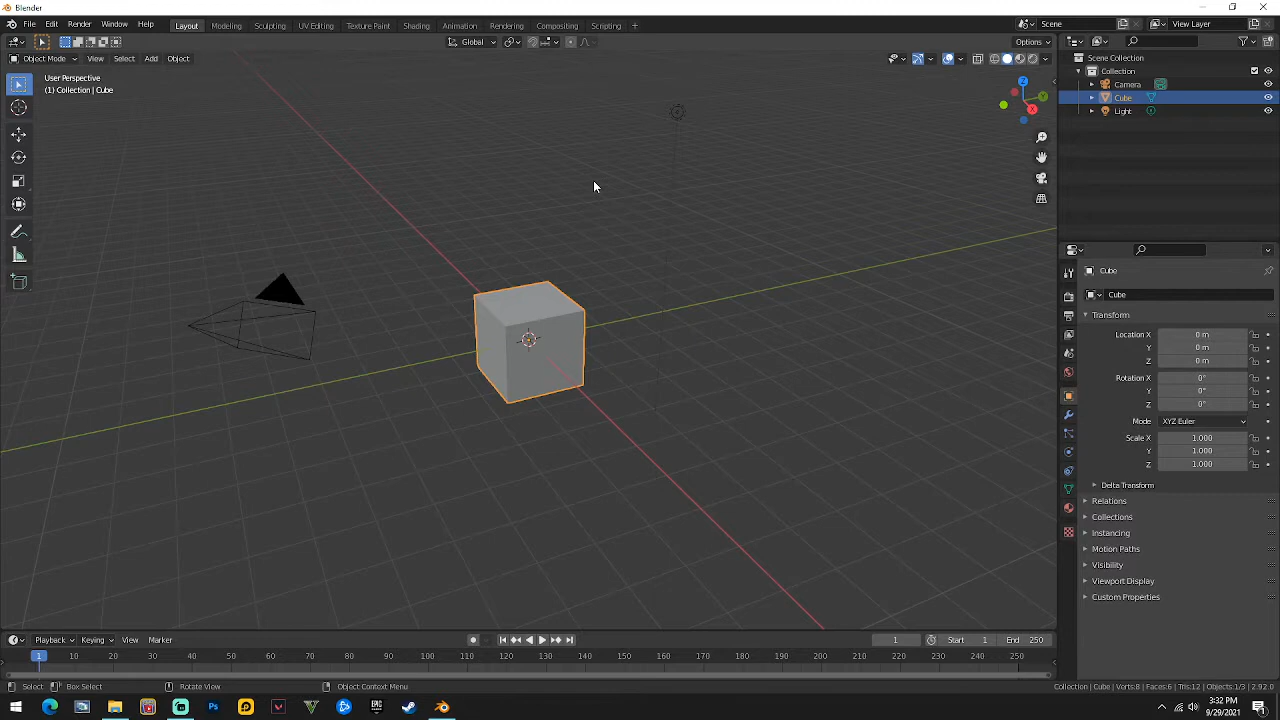 Blender
File Edit Render Window Help Layout Modeling Sculpting UV Editing Texture Paint Shading Animation Rendering Compositing Scripting + Scene View Layer
Global Options
Object Mode View Select Add Object
User Perspective
(1) Collection | Cube
Z
Y
X
Scene Collection
Collection
Camera
Cube
Light
Cube
Cube
Transform
Location X 0 m
Y 0 m
Z 0 m
Rotation X 0°
Y 0°
Z 0°
Mode XYZ Euler
Scale X 1.000
Y 1.000
Z 1.000
Delta Transform
Relations
Collections
Instancing
Motion Paths
Visibility
Viewport Display
Custom Properties
Playback Keying View Marker 1 Start 1 End 250
1 10 20 30 40 50 60 70 80 90 100 110 120 130 140 150 160 170 180 190 200 210 220 230 240 250
Select Box Select Rotate View Object Context Menu Collection | Cube | Verts:8 | Faces:6 | Tris:12 | Objects:1/3 | 2.92.0
Ps EPIC
3:32 PM
9/29/2021